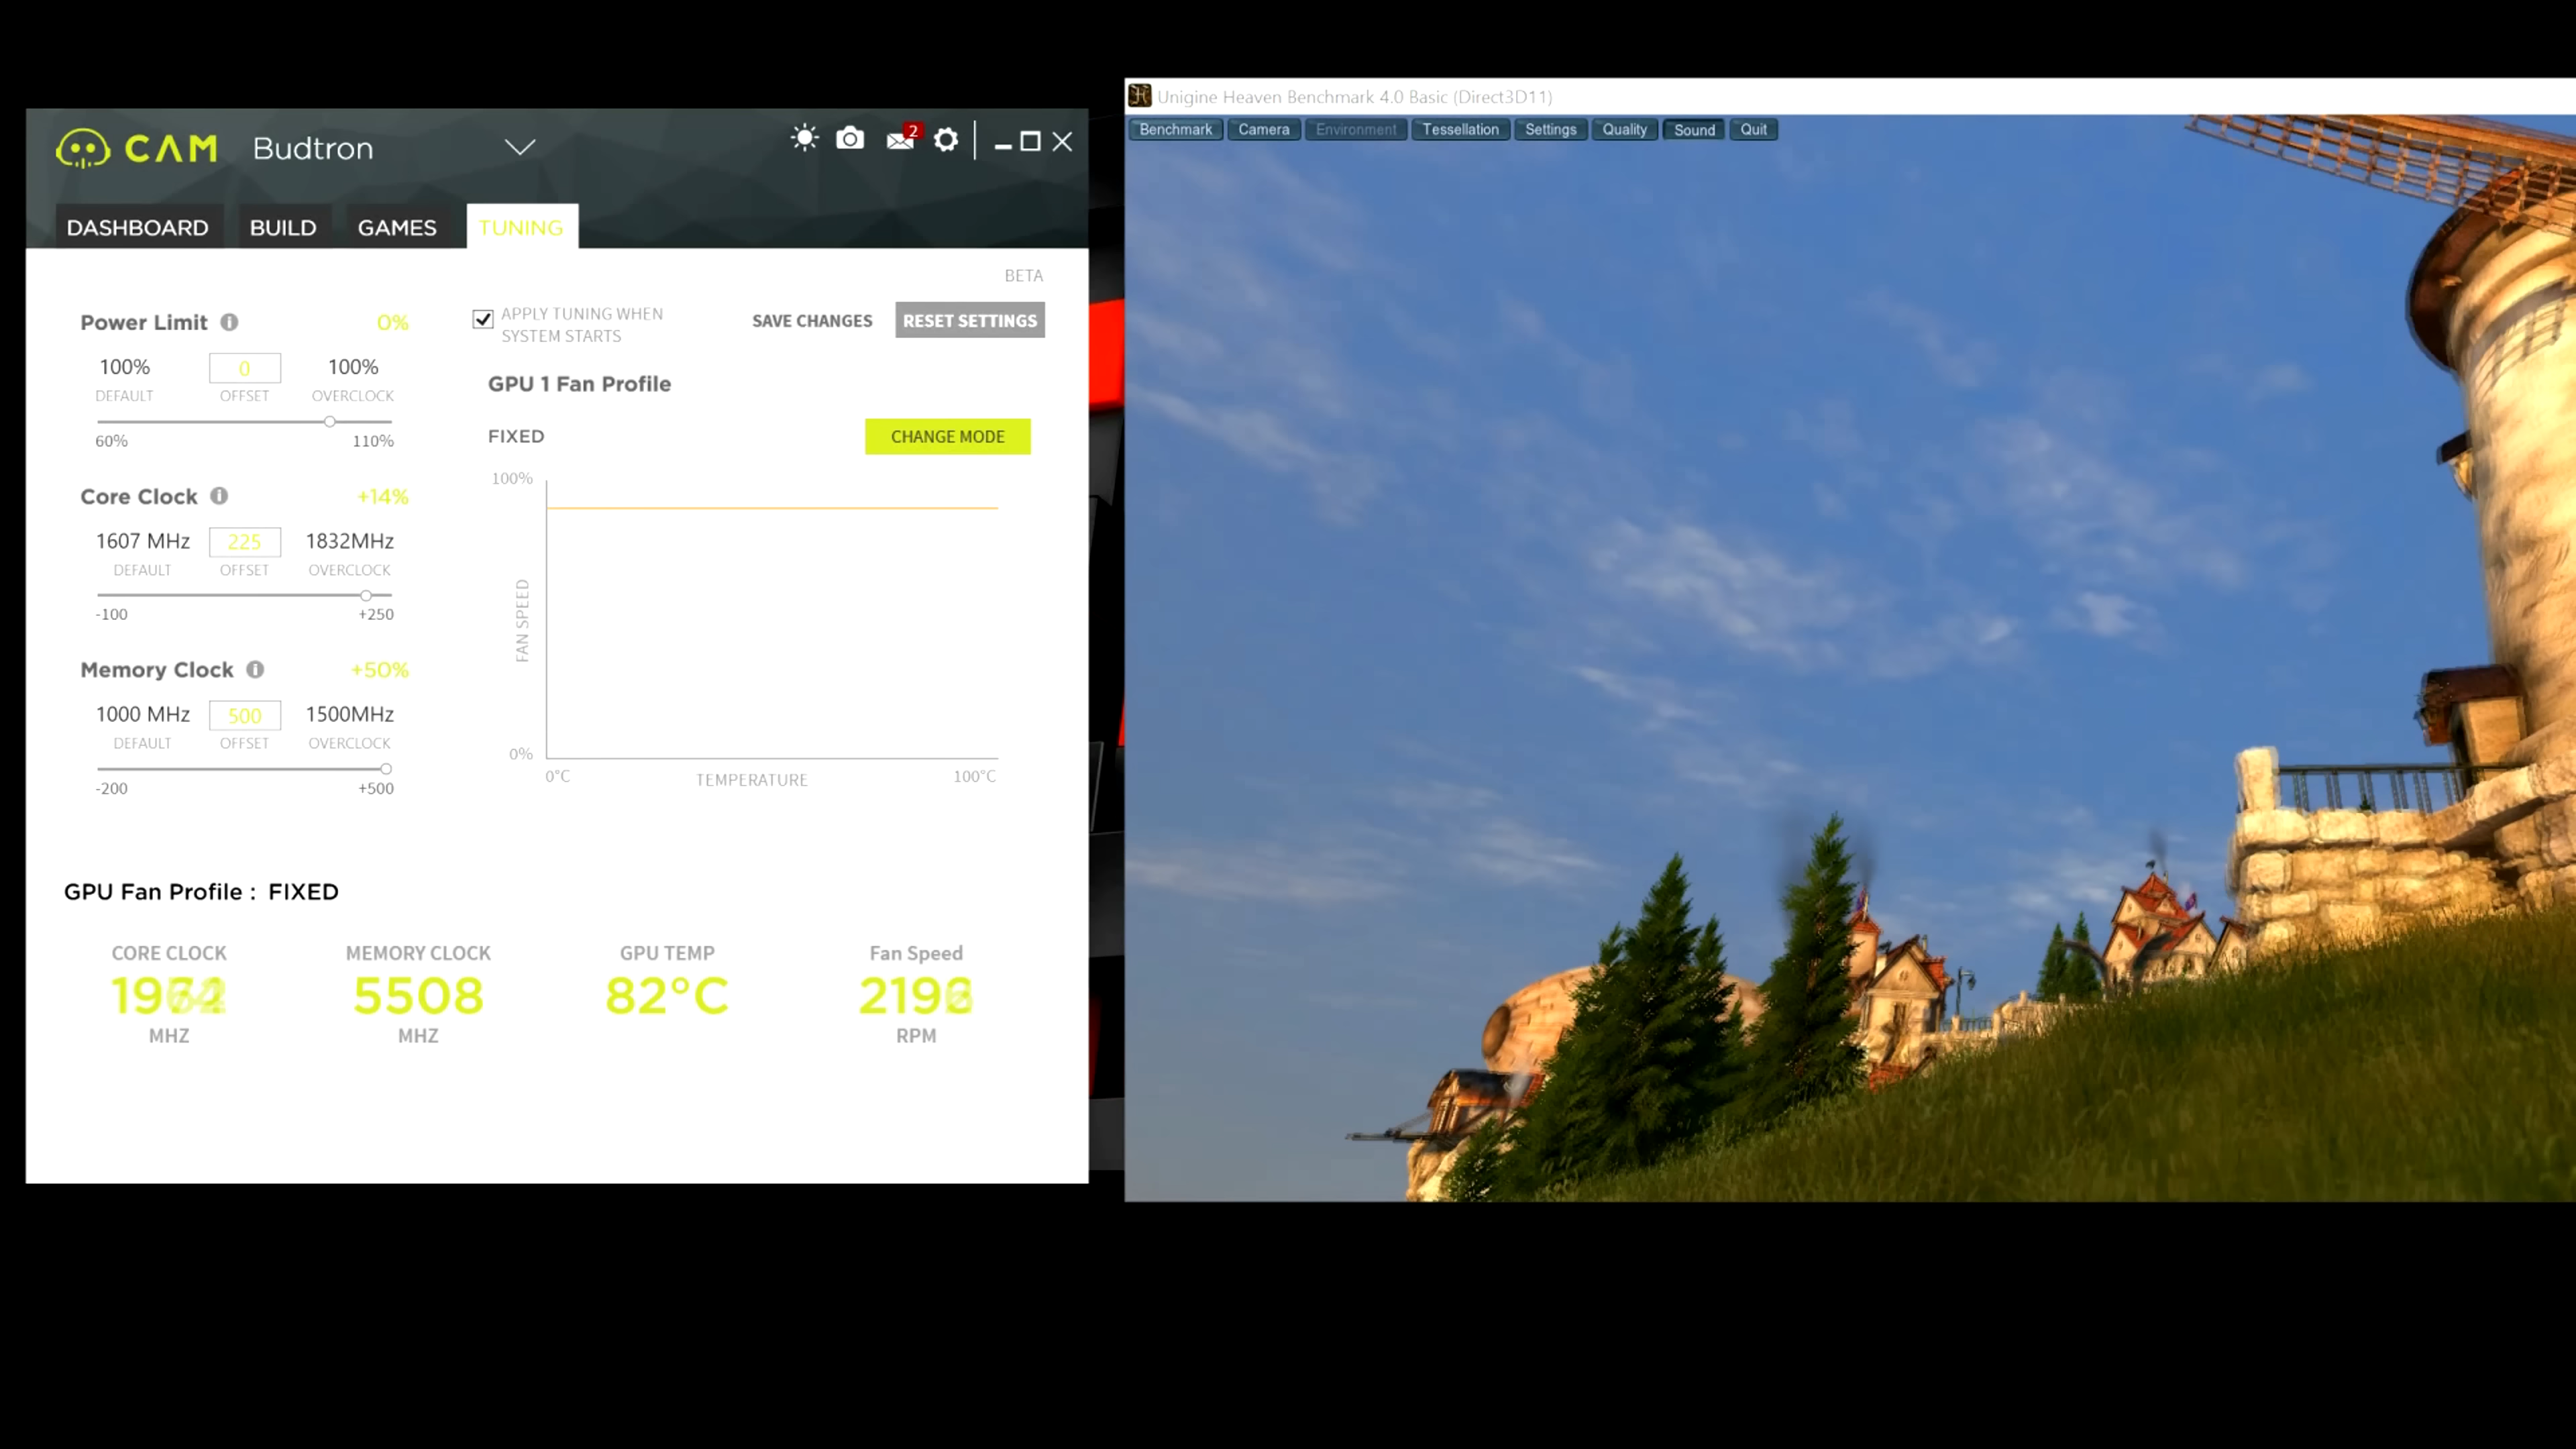 CAM Budtron 2
DASHBOARD BUILD GAMES TUNING
BETA
Power Limit 0%
100% 0 100%
DEFAULT OFFSET OVERCLOCK
60% 110%
Core Clock +14%
1607 MHz 225 1832MHz
DEFAULT OFFSET OVERCLOCK
-100 +250
Memory Clock +50%
1000 MHz 500 1500MHz
DEFAULT OFFSET OVERCLOCK
-200 +500
APPLY TUNING WHEN
SYSTEM STARTS
SAVE CHANGES RESET SETTINGS
GPU 1 Fan Profile
FIXED CHANGE MODE
100%
FAN SPEED
0%
0°C TEMPERATURE 100°C
GPU Fan Profile : FIXED
CORE CLOCK MEMORY CLOCK GPU TEMP Fan Speed
5508 82°C
MHZ MHZ RPM
Unigine Heaven Benchmark 4.0 Basic (Direct3D11)
Benchmark Camera Environment Tessellation Settings Quality Sound Quit